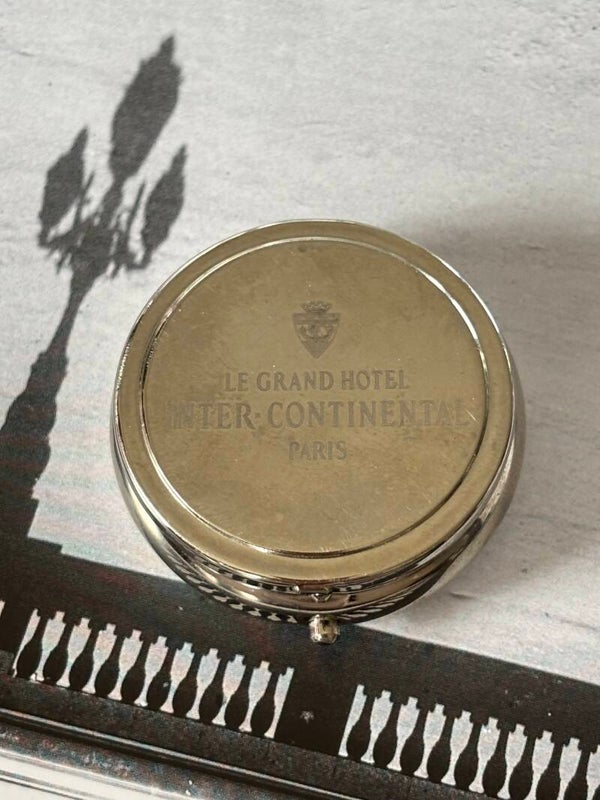 LE GRAND HOTEL
INTER·CONTINENTAL
PARIS